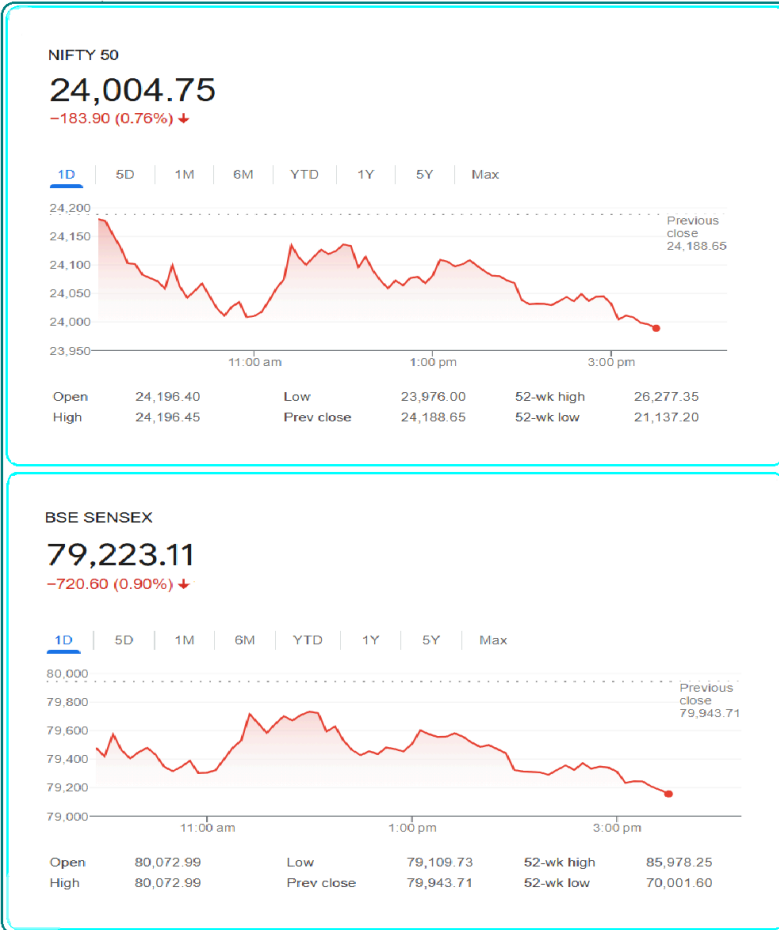 NIFTY 50
24,004.75
−183.90 (0.76%) ↓
1D 5D 1M 6M YTD 1Y 5Y Max
24,200
Previous
close
24,188.65
24,150
24,100
24,050
24,000
23,950
11:00 am 1:00 pm 3:00 pm
Open 24,196.40 Low 23,976.00 52-wk high 26,277.35
High 24,196.45 Prev close 24,188.65 52-wk low 21,137.20
BSE SENSEX
79,223.11
−720.60 (0.90%) ↓
1D 5D 1M 6M YTD 1Y 5Y Max
80,000
Previous
close
79,943.71
79,800
79,600
79,400
79,200
79,000
11:00 am 1:00 pm 3:00 pm
Open 80,072.99 Low 79,109.73 52-wk high 85,978.25
High 80,072.99 Prev close 79,943.71 52-wk low 70,001.60